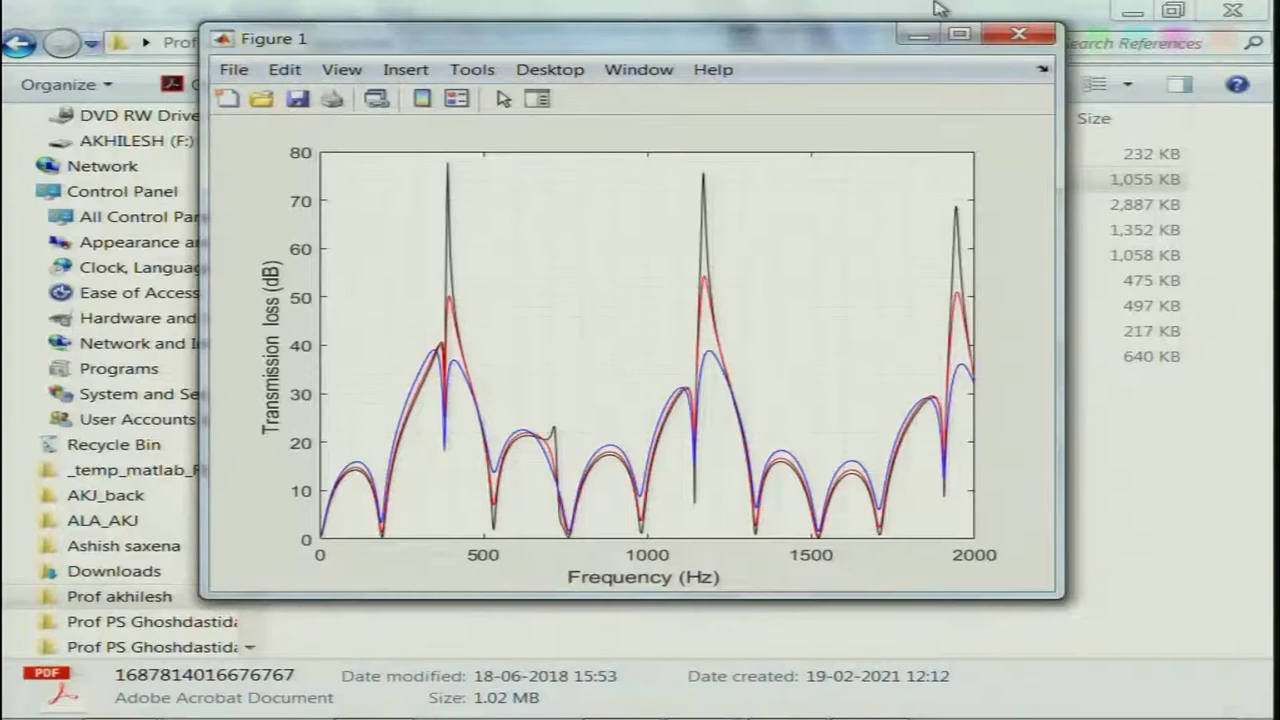 Figure 1
Prof
search References
File Edit View Insert Tools Desktop Window Help
Organize
Size
DVD RW Drive
AKHILESH (F:)
Network
Control Panel
All Control Pan
Appearance an
Clock, Languag
Ease of Access
Hardware and
Network and I
Programs
System and Se
User Accounts
Recycle Bin
_temp_matlab_R
AKJ_back
ALA_AKJ
Ashish saxena
Downloads
Prof akhilesh
Prof PS Ghoshdastida
Prof PS Ghoshdastida
232 KB
1,055 KB
2,887 KB
1,352 KB
1,058 KB
475 KB
497 KB
217 KB
640 KB
80
70
60
50
40
30
20
10
0
Transmission loss (dB)
0 500 1000 1500 2000
Frequency (Hz)
PDF
1687814016676767 Date modified: 18-06-2018 15:53 Date created: 19-02-2021 12:12
Adobe Acrobat Document Size: 1.02 MB